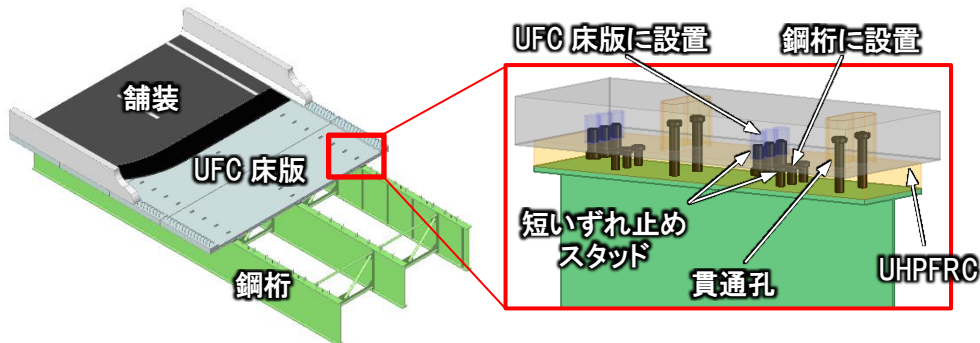 舗装
UFC 床版
鋼桁
UFC 床版に設置
鋼桁に設置
短いずれ止め
スタッド
貫通孔
UHPFRC